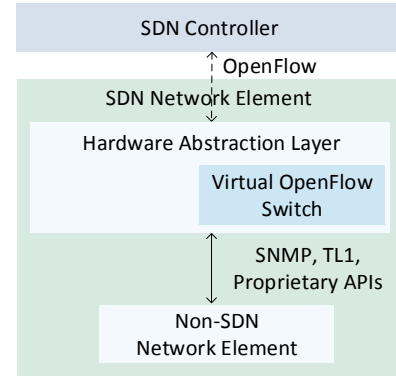 SDN Controller
OpenFlow
SDN Network Element
Hardware Abstraction Layer
Virtual OpenFlow
Switch
SNMP, TL1,
Proprietary APIs
Non-SDN
Network Element